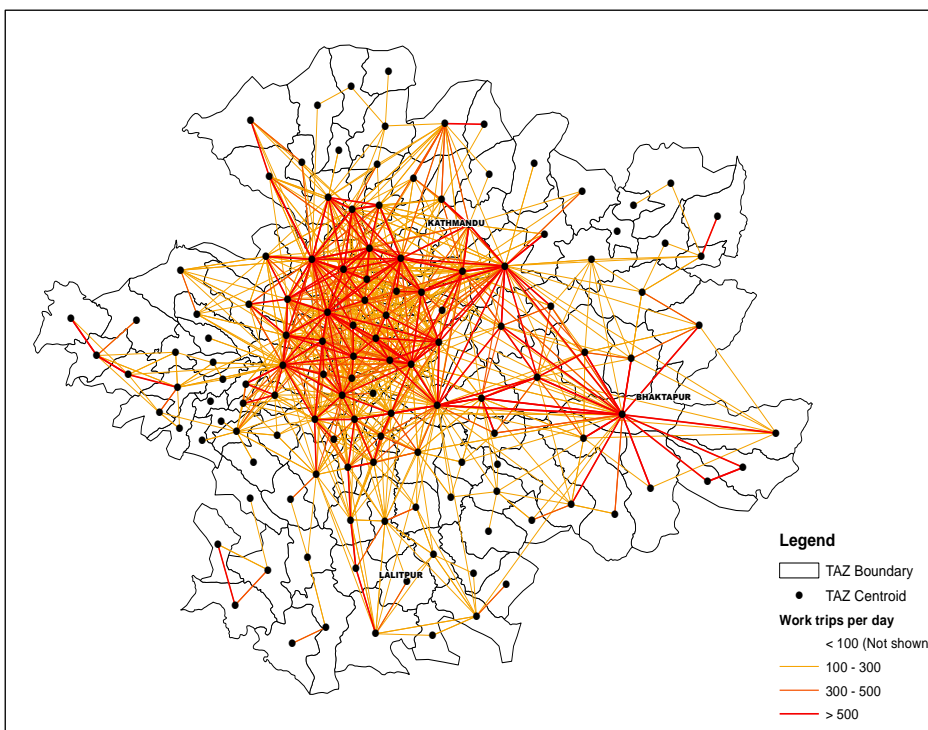 KATHMANDU
BHAKTAPUR
LALITPUR
Legend
TAZ Boundary
TAZ Centroid
Work trips per day
< 100 (Not shown
100 - 300
300 - 500
> 500